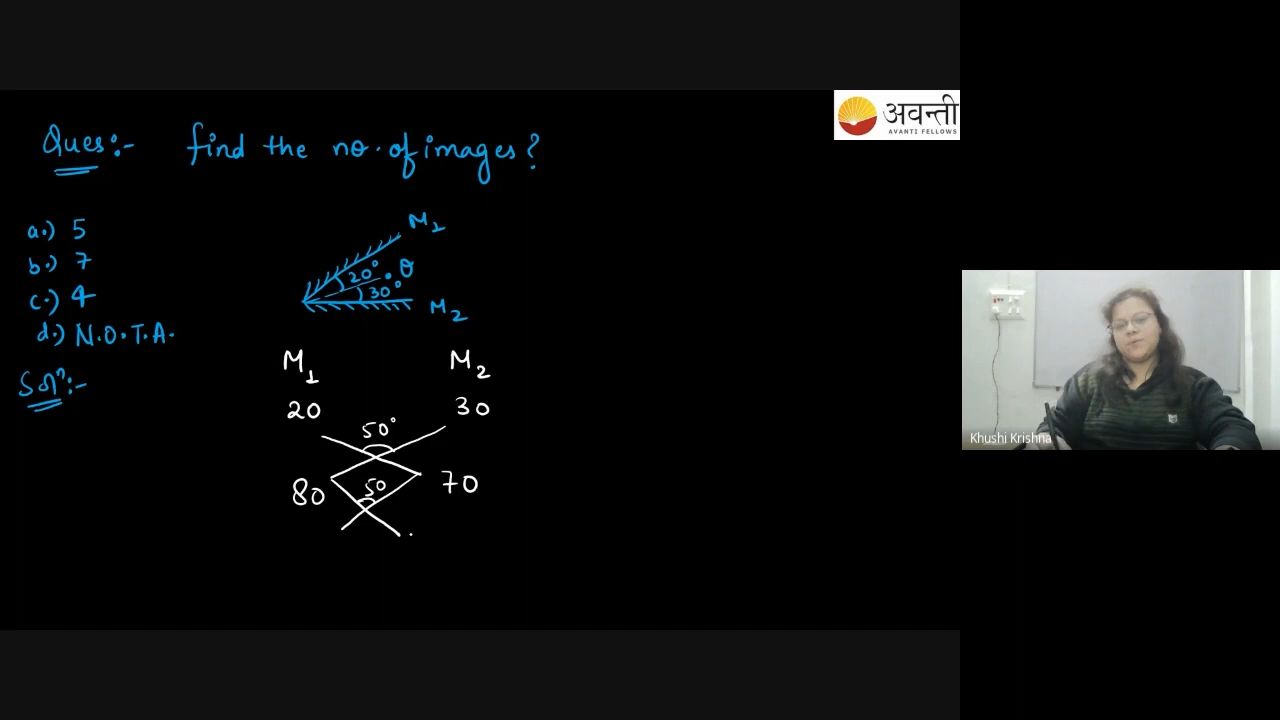 अवन्ती
AVANTI FELLOWS
Ques:- find the no. of images?
a.) 5
b.) 7
c.) 4
d.) N.O.T.A.
M2
20° O
30°
M2
Soln:-
M1 M2
20 30
50°
80 50 70
Khushi Krishna